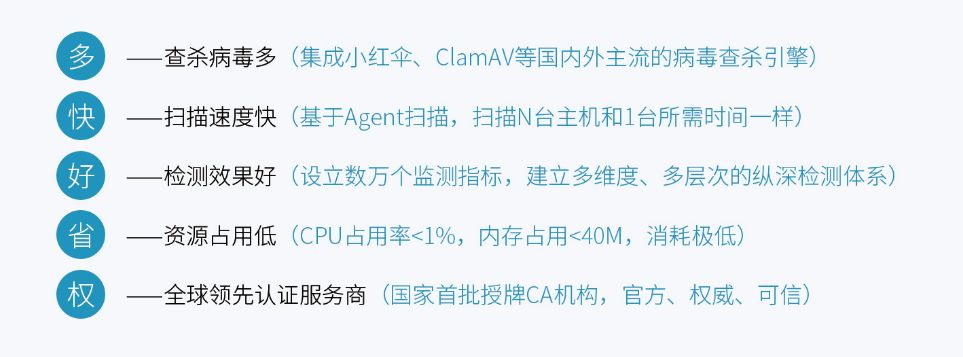 多 ——查杀病毒多（集成小红伞、ClamAV等国内外主流的病毒查杀引擎）
快 ——扫描速度快（基于Agent扫描，扫描N台主机和1台所需时间一样）
好 ——检测效果好（设立数万个监测指标，建立多维度、多层次的纵深检测体系）
省 ——资源占用低（CPU占用率<1%，内存占用<40M，消耗极低）
权 ——全球领先认证服务商（国家首批授牌CA机构，官方、权威、可信）